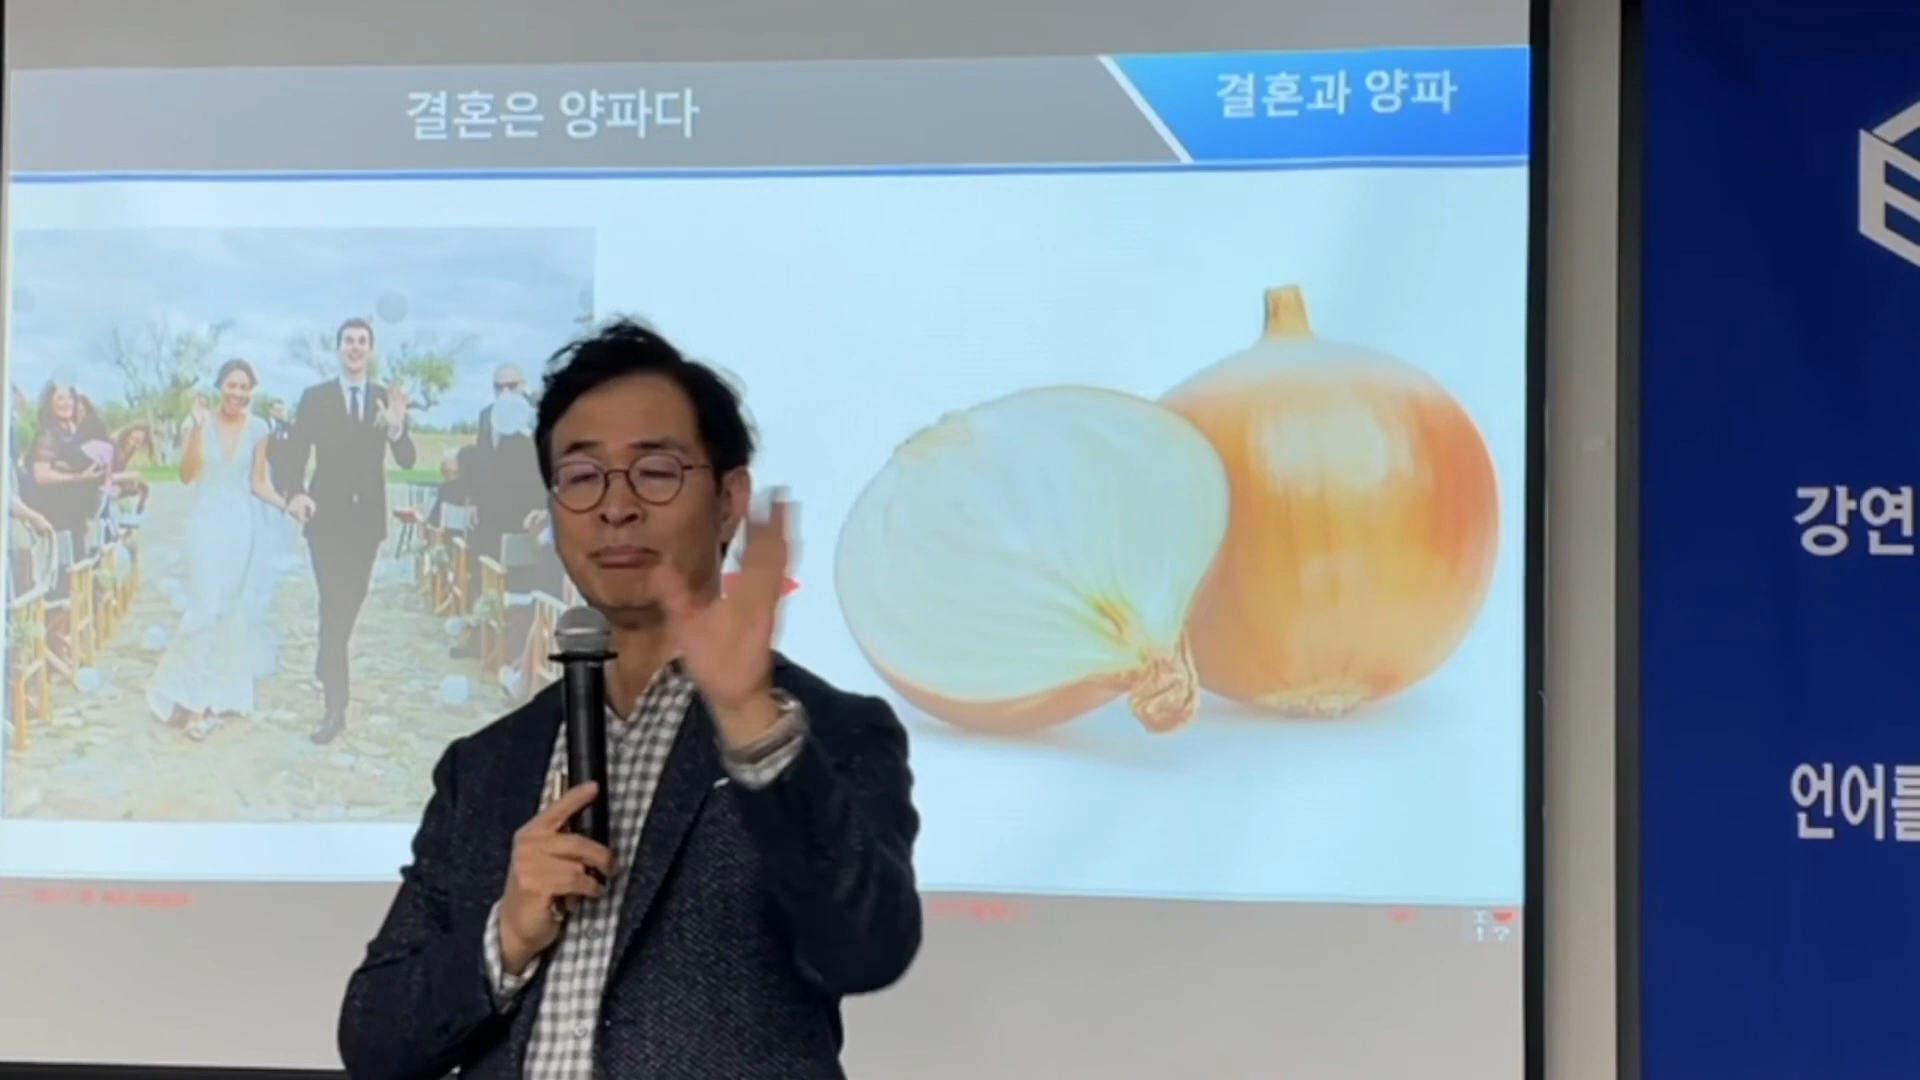 결혼은 양파다
결혼과 양파
강연
언어를